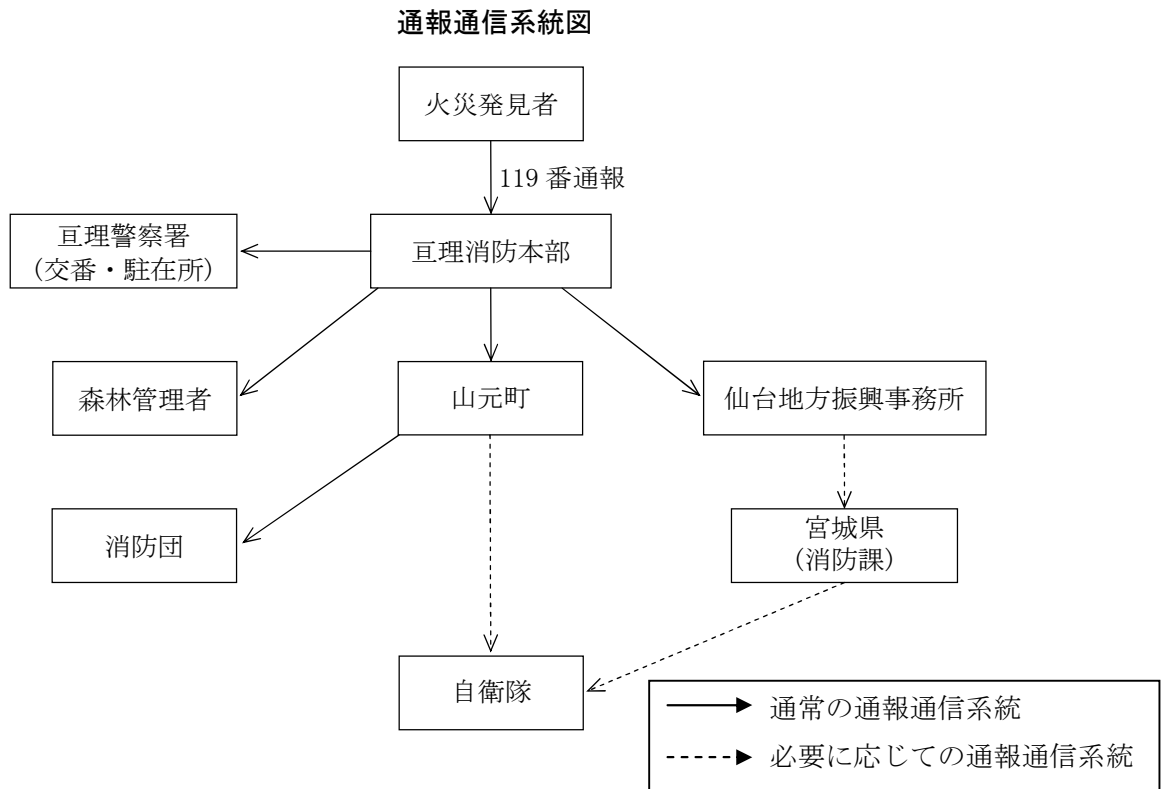 通報通信系統図
火災発見者
119 番通報
亘理警察署
(交番・駐在所)
亘理消防本部
森林管理者
山元町
仙台地方振興事務所
消防団
宮城県
(消防課)
自衛隊
通常の通報通信系統
必要に応じての通報通信系統